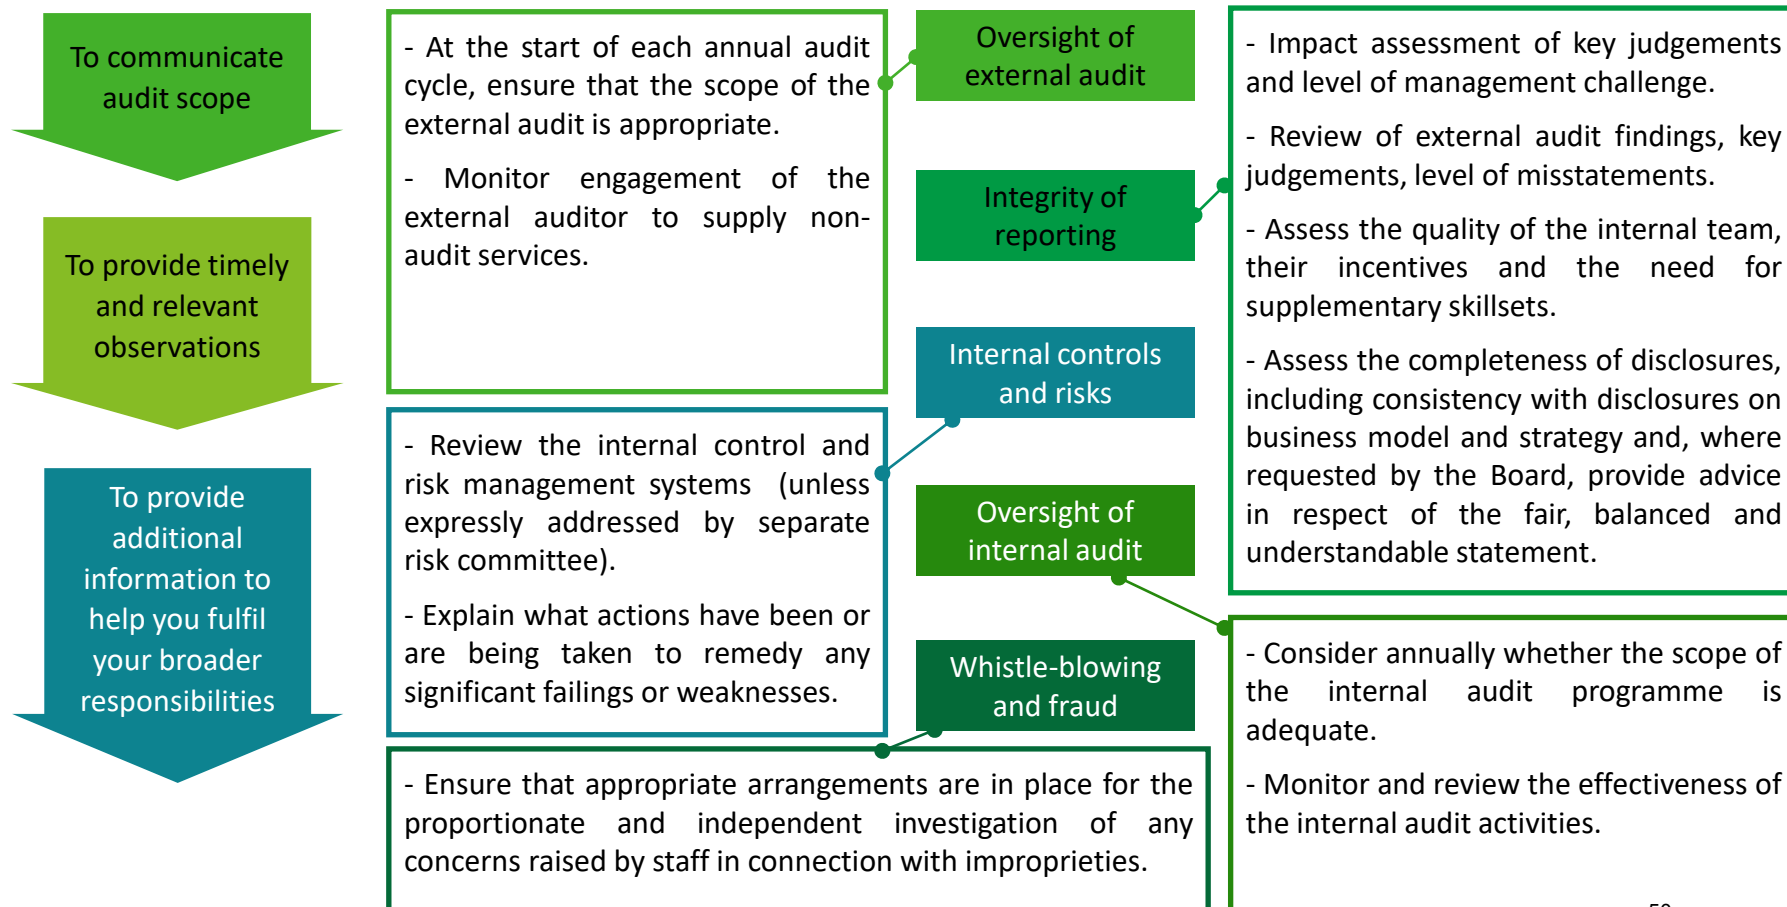 To communicate
audit scope
To provide timely
and relevant
observations
To provide
additional
information to
help you fulfil
your broader
responsibilities
- At the start of each annual audit
cycle, ensure that the scope of the
external audit is appropriate.
- Monitor engagement of the
external auditor to supply non-
audit services.
- Review the internal control and
risk management systems (unless
expressly addressed by separate
risk committee).
- Explain what actions have been or
are being taken to remedy any
significant failings or weaknesses.
- Ensure that appropriate arrangements are in place for the
proportionate and independent investigation of any
concerns raised by staff in connection with improprieties.
Oversight of
external audit
Integrity of
reporting
Internal controls
and risks
Oversight of
internal audit
Whistle-blowing
and fraud
- Impact assessment of key judgements
and level of management challenge.
- Review of external audit findings, key
judgements, level of misstatements.
- Assess the quality of the internal team,
their incentives and the need for
supplementary skillsets.
- Assess the completeness of disclosures,
including consistency with disclosures on
business model and strategy and, where
requested by the Board, provide advice
in respect of the fair, balanced and
understandable statement.
- Consider annually whether the scope of
the internal audit programme is
adequate.
- Monitor and review the effectiveness of
the internal audit activities.